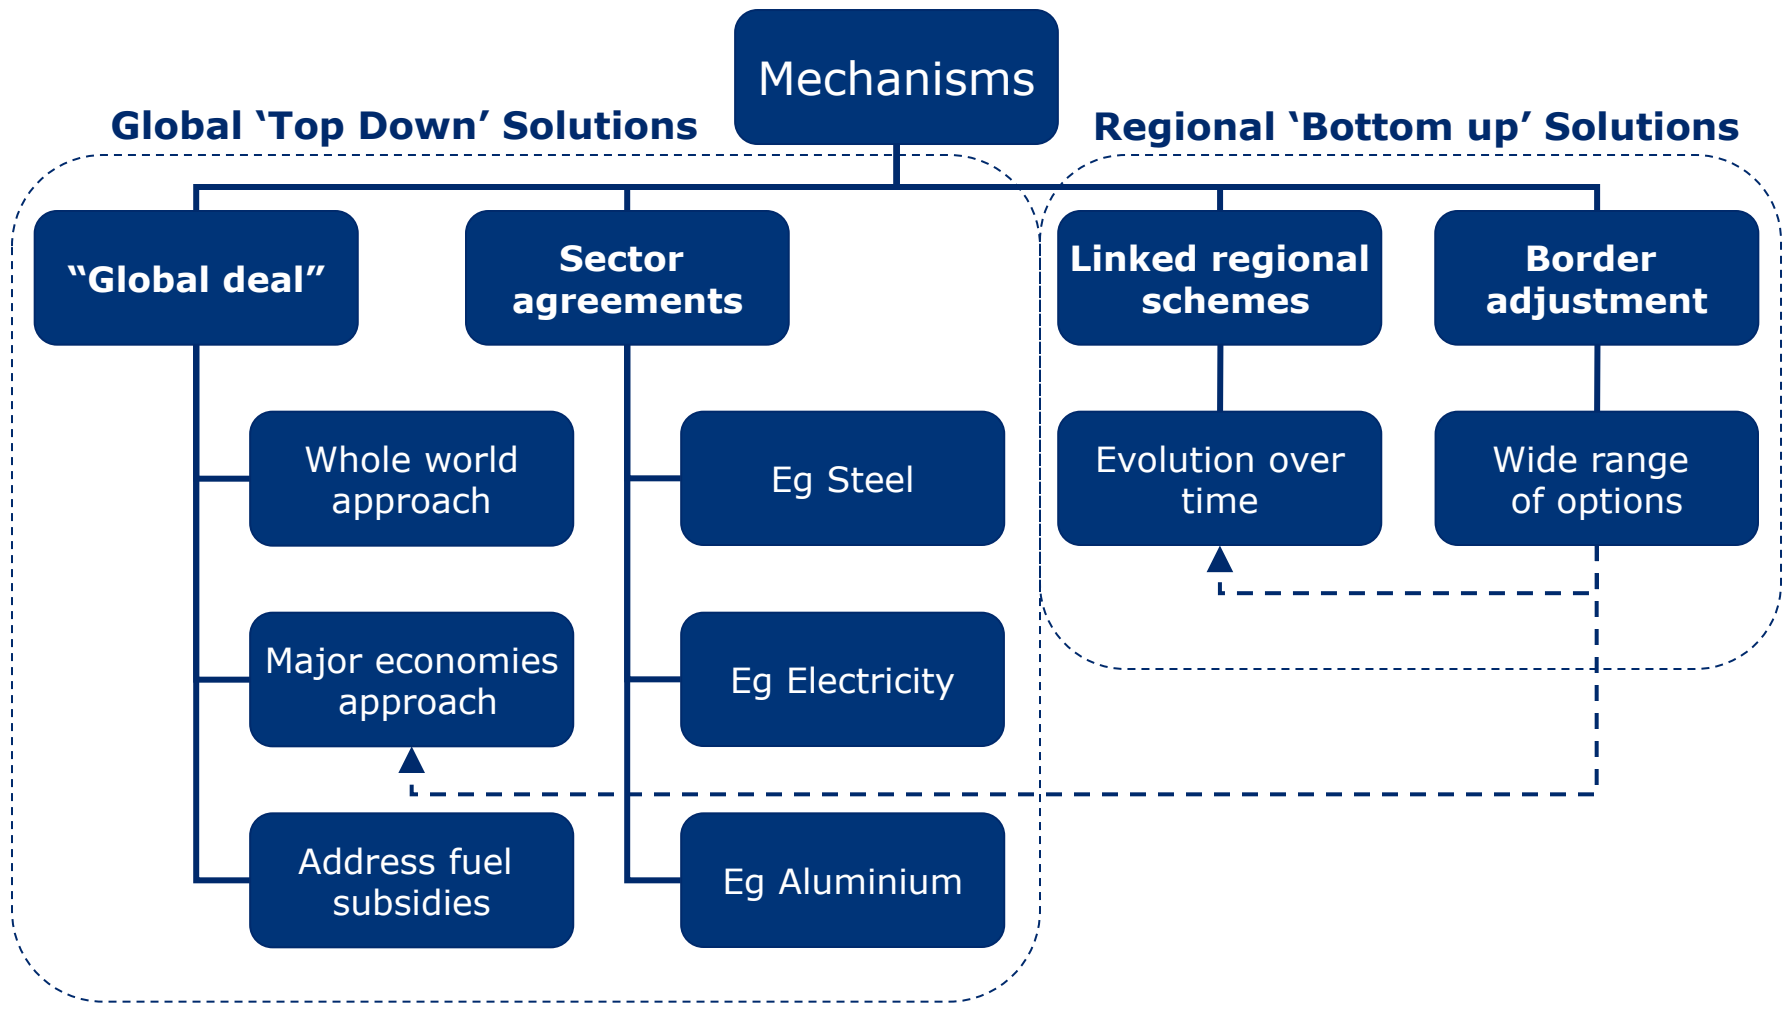 Mechanisms
Global ‘Top Down’ Solutions
Regional ‘Bottom up’ Solutions
“Global deal”
Sector
agreements
Linked regional
schemes
Border
adjustment
Whole world
approach
Eg Steel
Evolution over
time
Wide range
of options
Major economies
approach
Eg Electricity
Address fuel
subsidies
Eg Aluminium